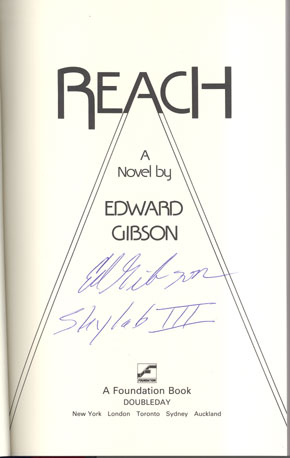 REACH
A
Novel by
EDWARD
GIBSON
Ed Gibson
Skylab III
FOUNDATION
A Foundation Book
DOUBLEDAY
New York London Toronto Sydney Auckland